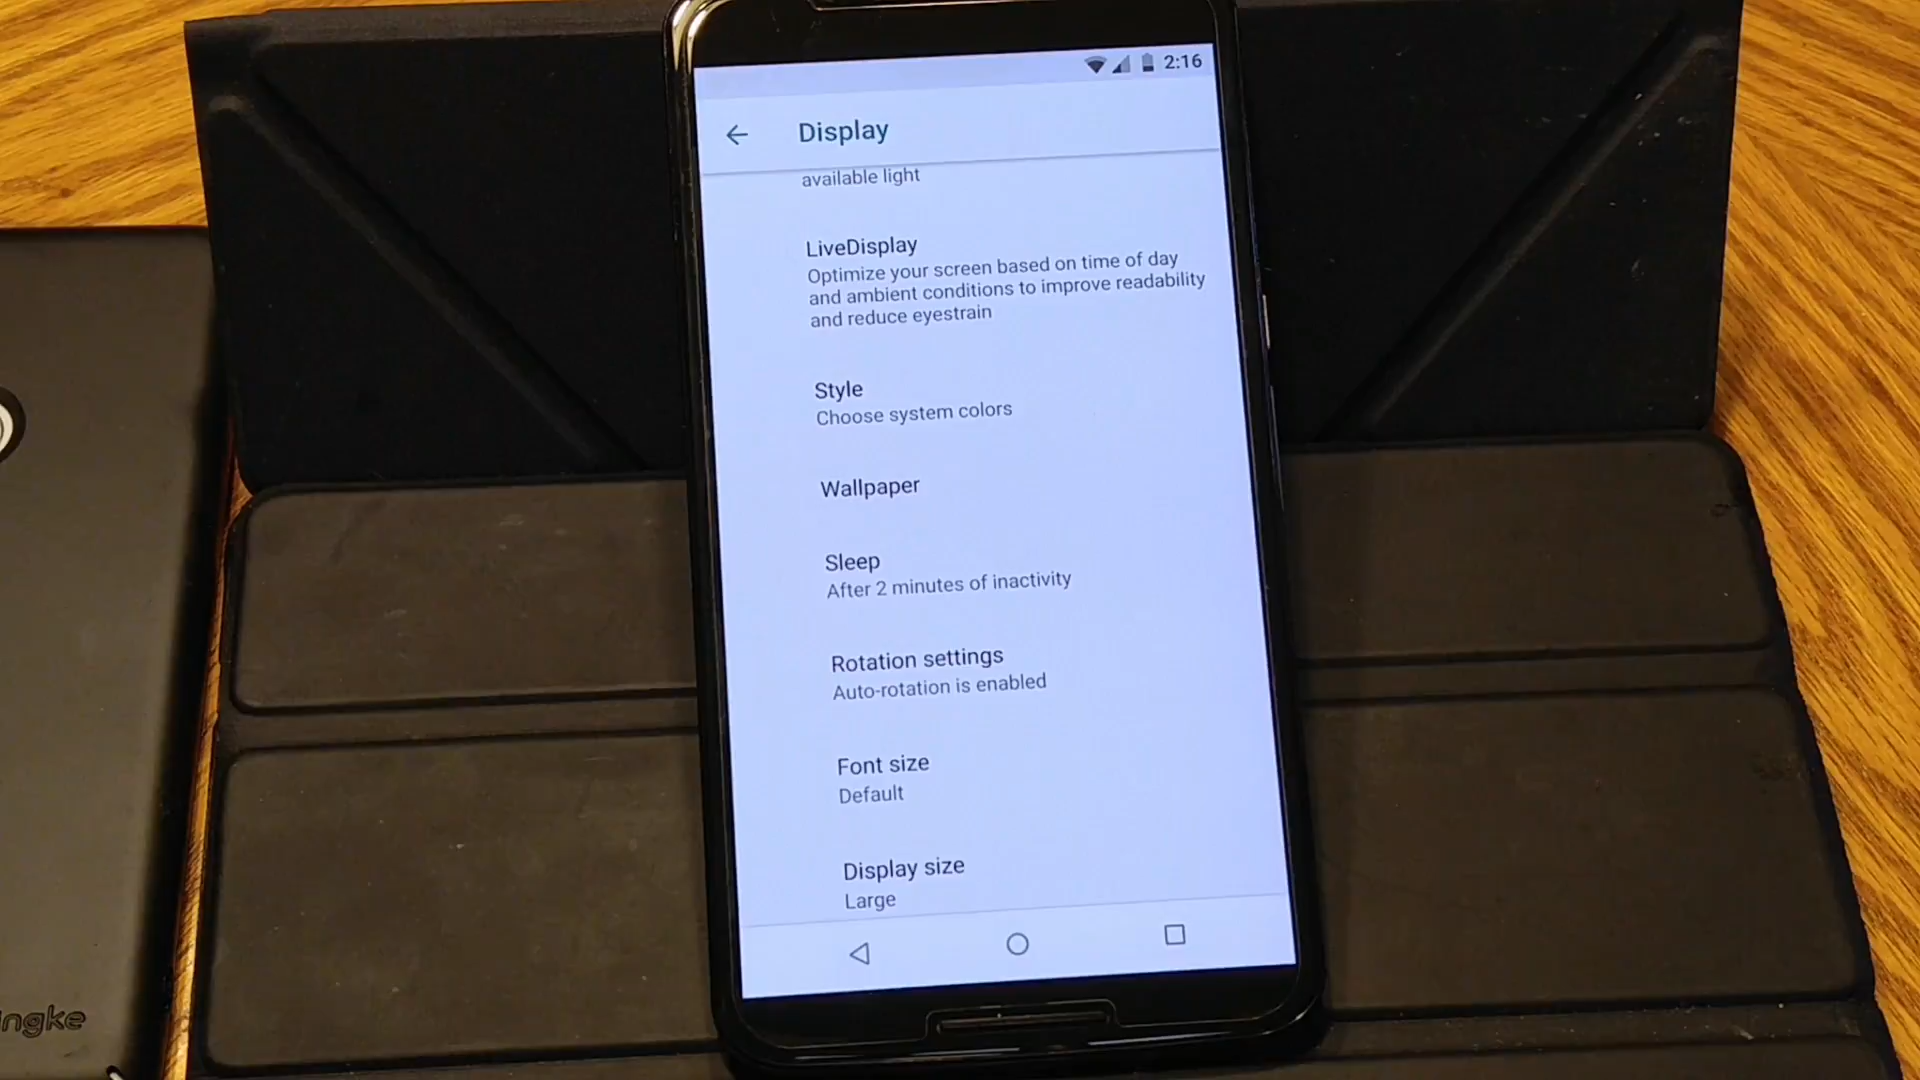 2:16
Display
available light
LiveDisplay
Optimize your screen based on time of day
and ambient conditions to improve readability
and reduce eyestrain
Style
Choose system colors
Wallpaper
Sleep
After 2 minutes of inactivity
Rotation settings
Auto-rotation is enabled
Font size
Default
Display size
Large
ngke